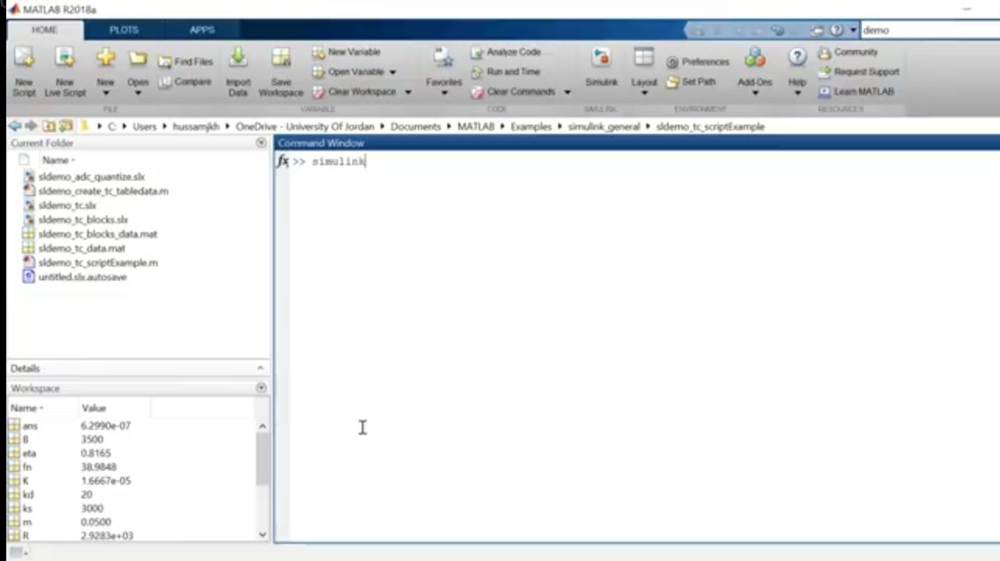 MATLAB R2018a
HOME PLOTS APPS demo
New Script
New Live Script
New
Open
Find Files
Compare
Import Data
Save Workspace
New Variable
Open Variable
Clear Workspace
Favorites
Analyze Code
Run and Time
Clear Commands
Simulink
Layout
Preferences
Set Path
Add-Ons
Help
Community
Request Support
Learn MATLAB
FILE VARIABLE CODE SIMULINK ENVIRONMENT RESOURCES
C: Users hussamjkh OneDrive - University Of Jordan Documents MATLAB Examples simulink_general sldemo_tc_scriptExample
Current Folder
Name
sldemo_adc_quantize.slx
sldemo_create_tc_tabledata.m
sldemo_tc.slx
sldemo_tc_blocks.slx
sldemo_tc_blocks_data.mat
sldemo_tc_data.mat
sldemo_tc_scriptExample.m
untitled.slx.autosave
Details
Workspace
Name Value
ans 6.2990e-07
B 3500
eta 0.8165
fn 38.9848
K 1.6667e-05
kd 20
ks 3000
m 0.0500
R 2.9283e+03
Command Window
fx >> simulink